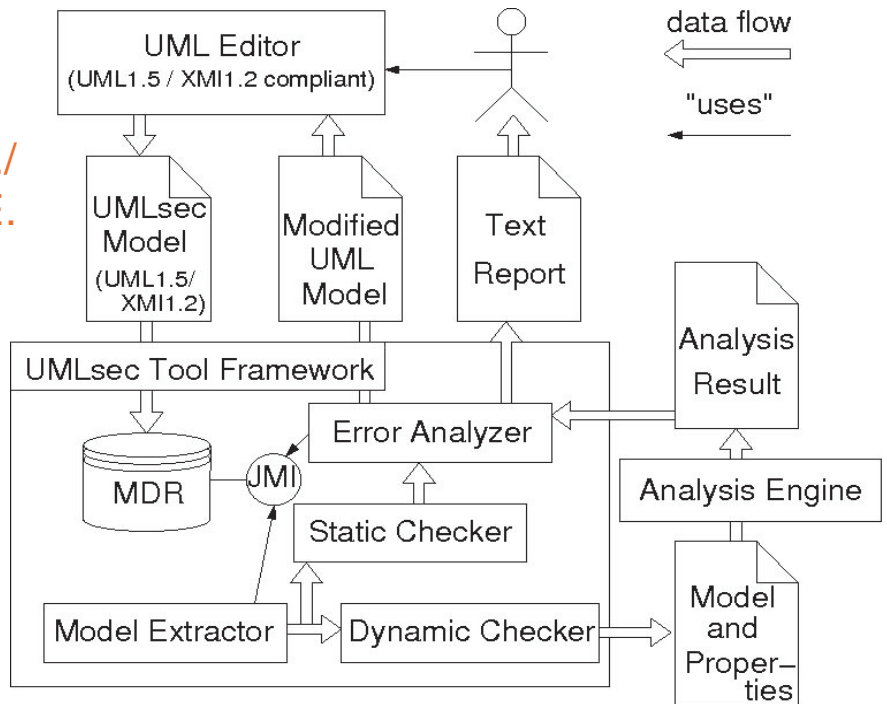 UML Editor
(UML1.5 / XMI1.2 compliant)
data flow
"uses"
/
E.
UMLsec
Model
(UML1.5/
XMI1.2)
Modified
UML
Model
Text
Report
Analysis
Result
UMLsec Tool Framework
Error Analyzer
MDR
JMI
Analysis Engine
Static Checker
Model Extractor
Dynamic Checker
Model
and
Proper–
ties